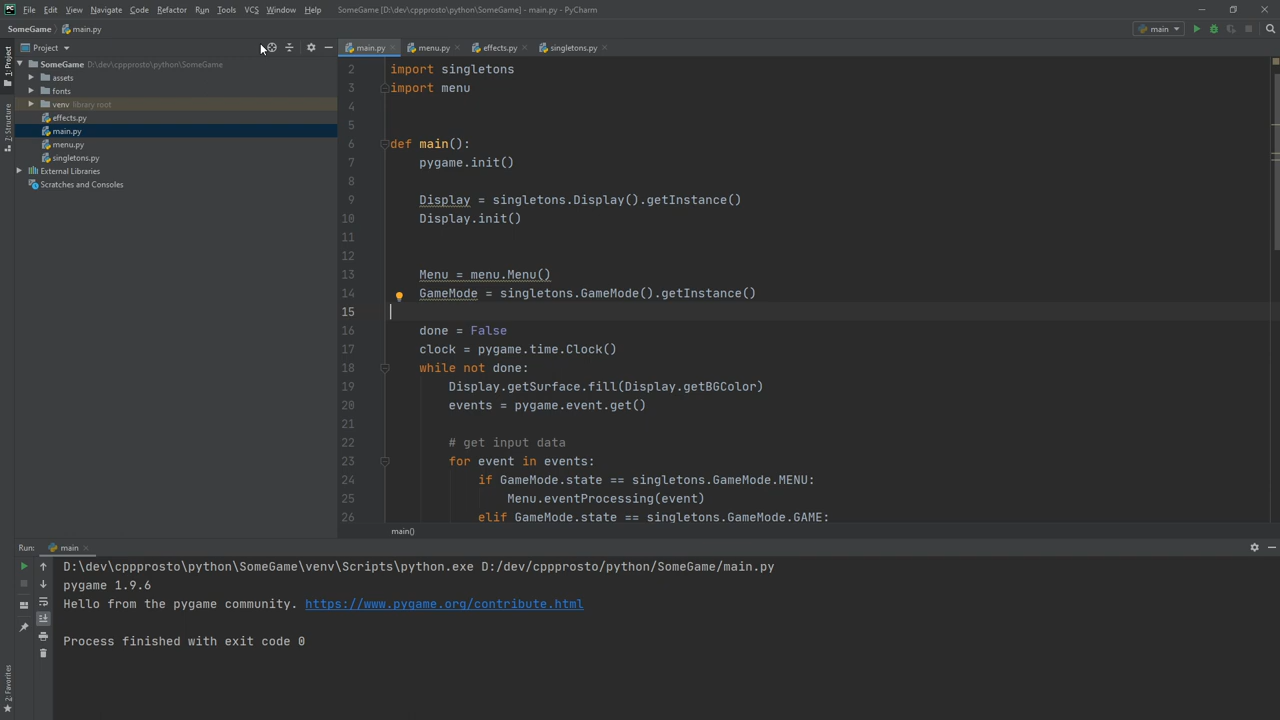 PC File Edit View Navigate Code Refactor Run Tools VCS Window Help SomeGame [D:\dev\cppprosto\python\SomeGame] - main.py - PyCharm
SomeGame main.py main
Project main.py menu.py effects.py singletons.py
1: Project
7: Structure
2: Favorites
SomeGame D:\dev\cppprosto\python\SomeGame
assets
fonts
venv library root
effects.py
main.py
menu.py
singletons.py
External Libraries
Scratches and Consoles
2 import singletons
3 import menu
4
5
6 def main():
7 pygame.init()
8
9 Display = singletons.Display().getInstance()
10 Display.init()
11
12
13 Menu = menu.Menu()
14 GameMode = singletons.GameMode().getInstance()
15
16 done = False
17 clock = pygame.time.Clock()
18 while not done:
19 Display.getSurface.fill(Display.getBGColor)
20 events = pygame.event.get()
21
22 # get input data
23 for event in events:
24 if GameMode.state == singletons.GameMode.MENU:
25 Menu.eventProcessing(event)
26 elif GameMode.state == singletons.GameMode.GAME:
main()
Run: main
D:\dev\cppprosto\python\SomeGame\venv\Scripts\python.exe D:/dev/cppprosto/python/SomeGame/main.py
pygame 1.9.6
Hello from the pygame community. https://www.pygame.org/contribute.html
Process finished with exit code 0